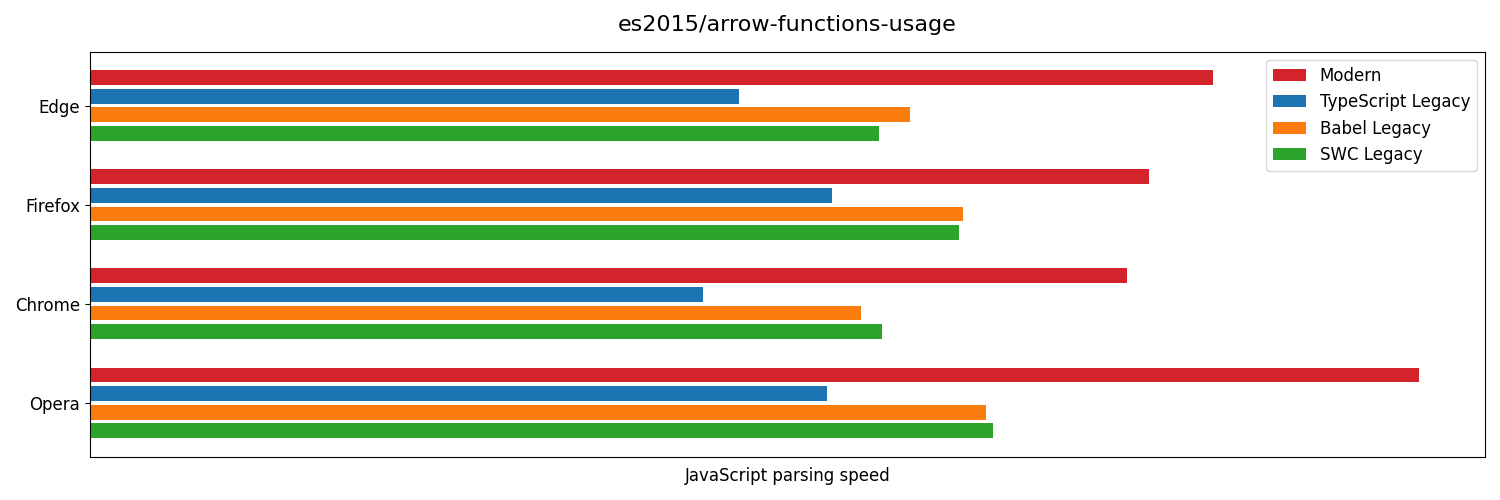 es2015/arrow-functions-usage
Modern
TypeScript Legacy
Babel Legacy
SWC Legacy
Edge
Firefox
Chrome
Opera
JavaScript parsing speed